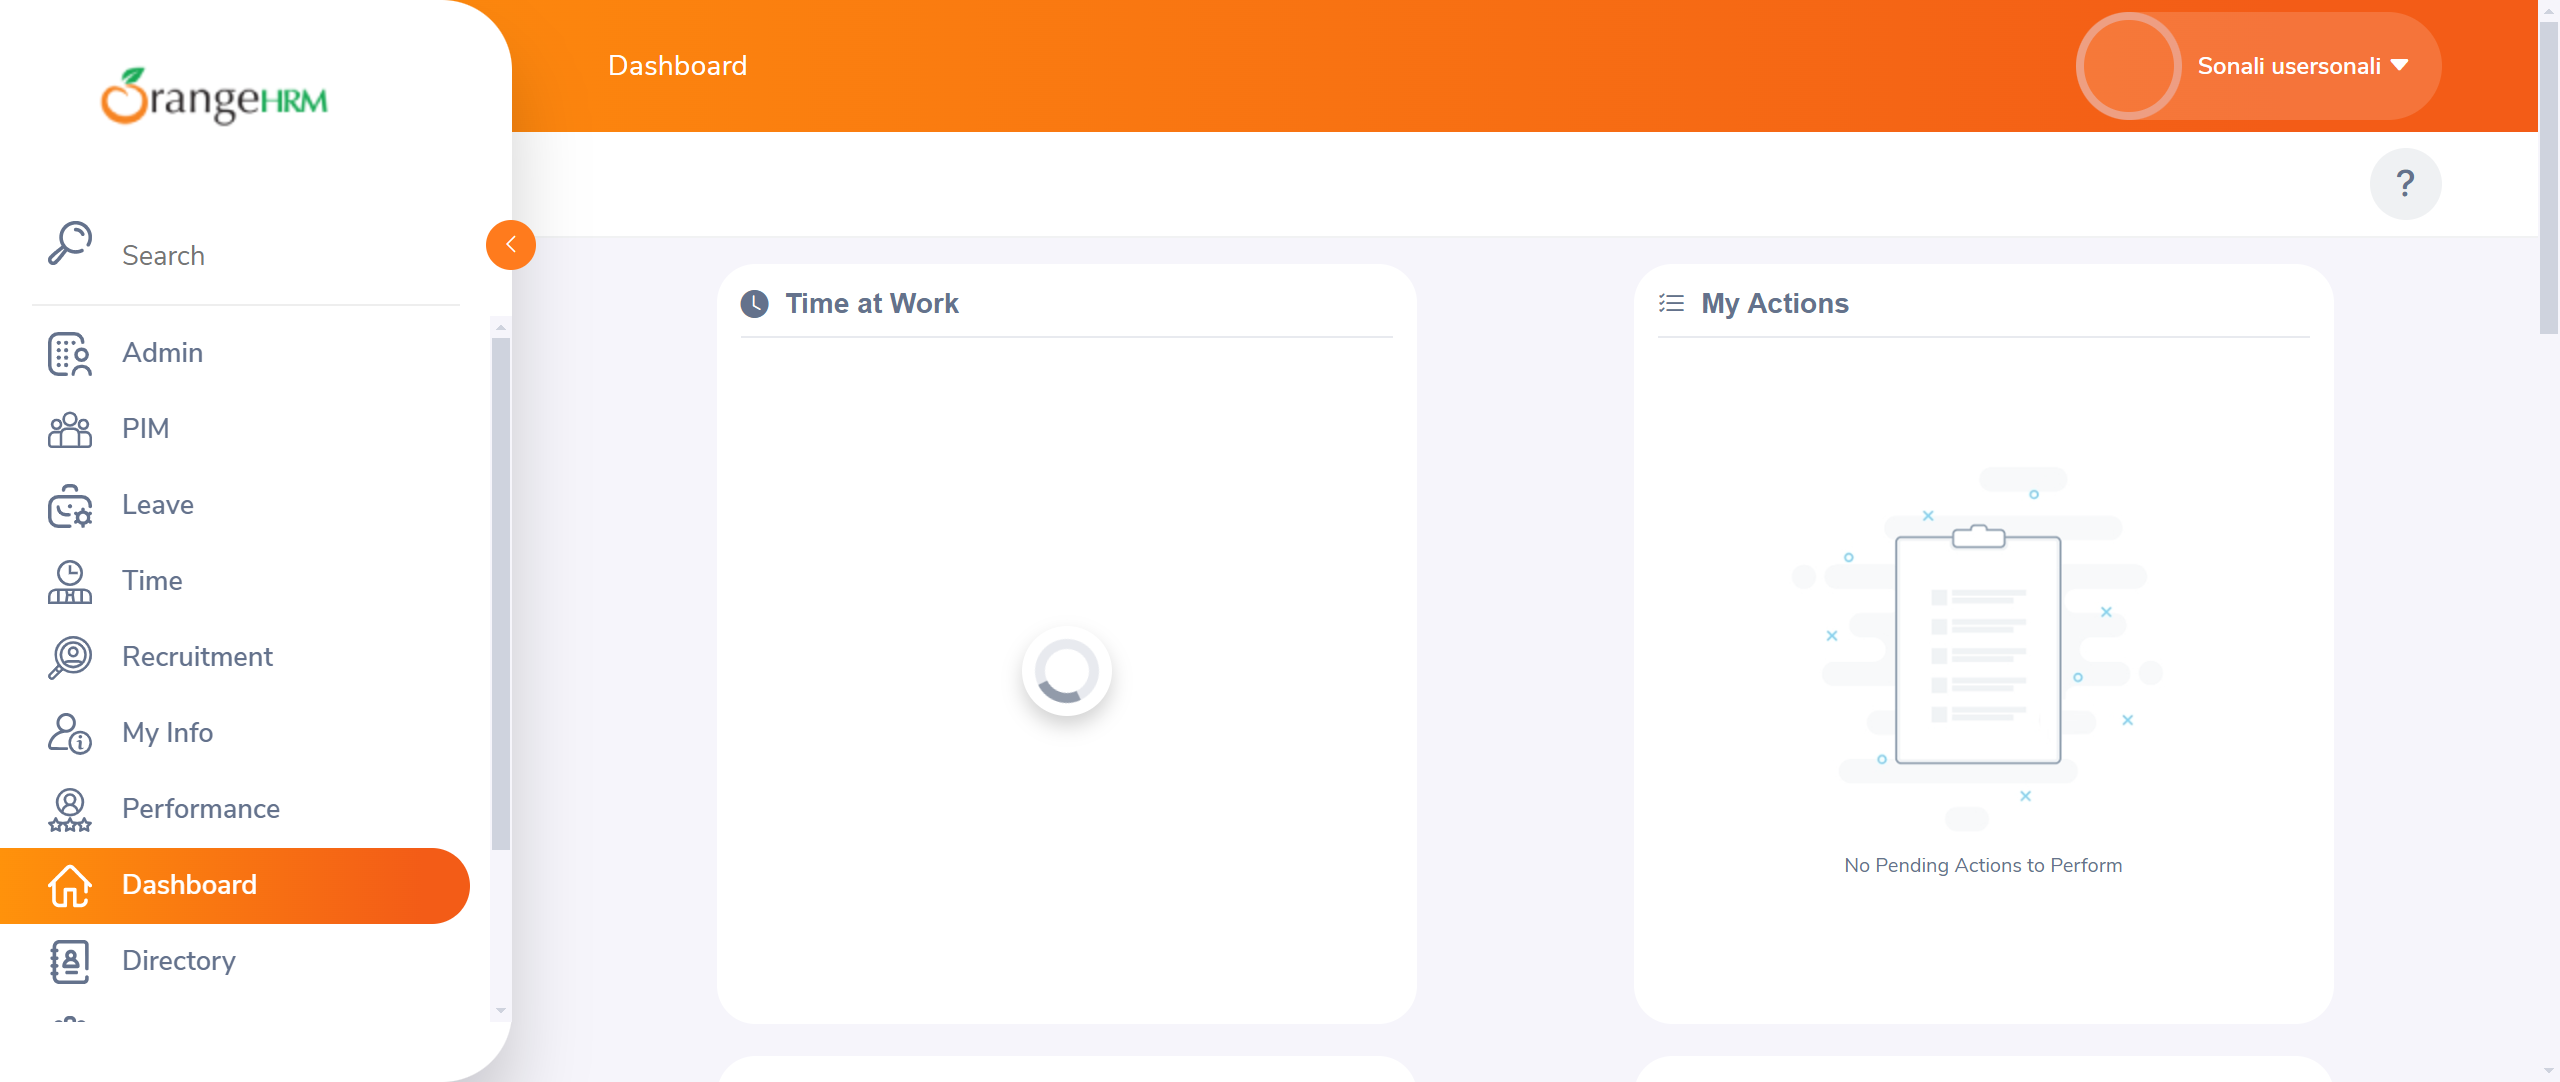 OrangeHRM
Search
Admin
PIM
Leave
Time
Recruitment
My Info
Performance
Dashboard
Directory
Dashboard
Sonali usersonali
?
Time at Work
My Actions
No Pending Actions to Perform